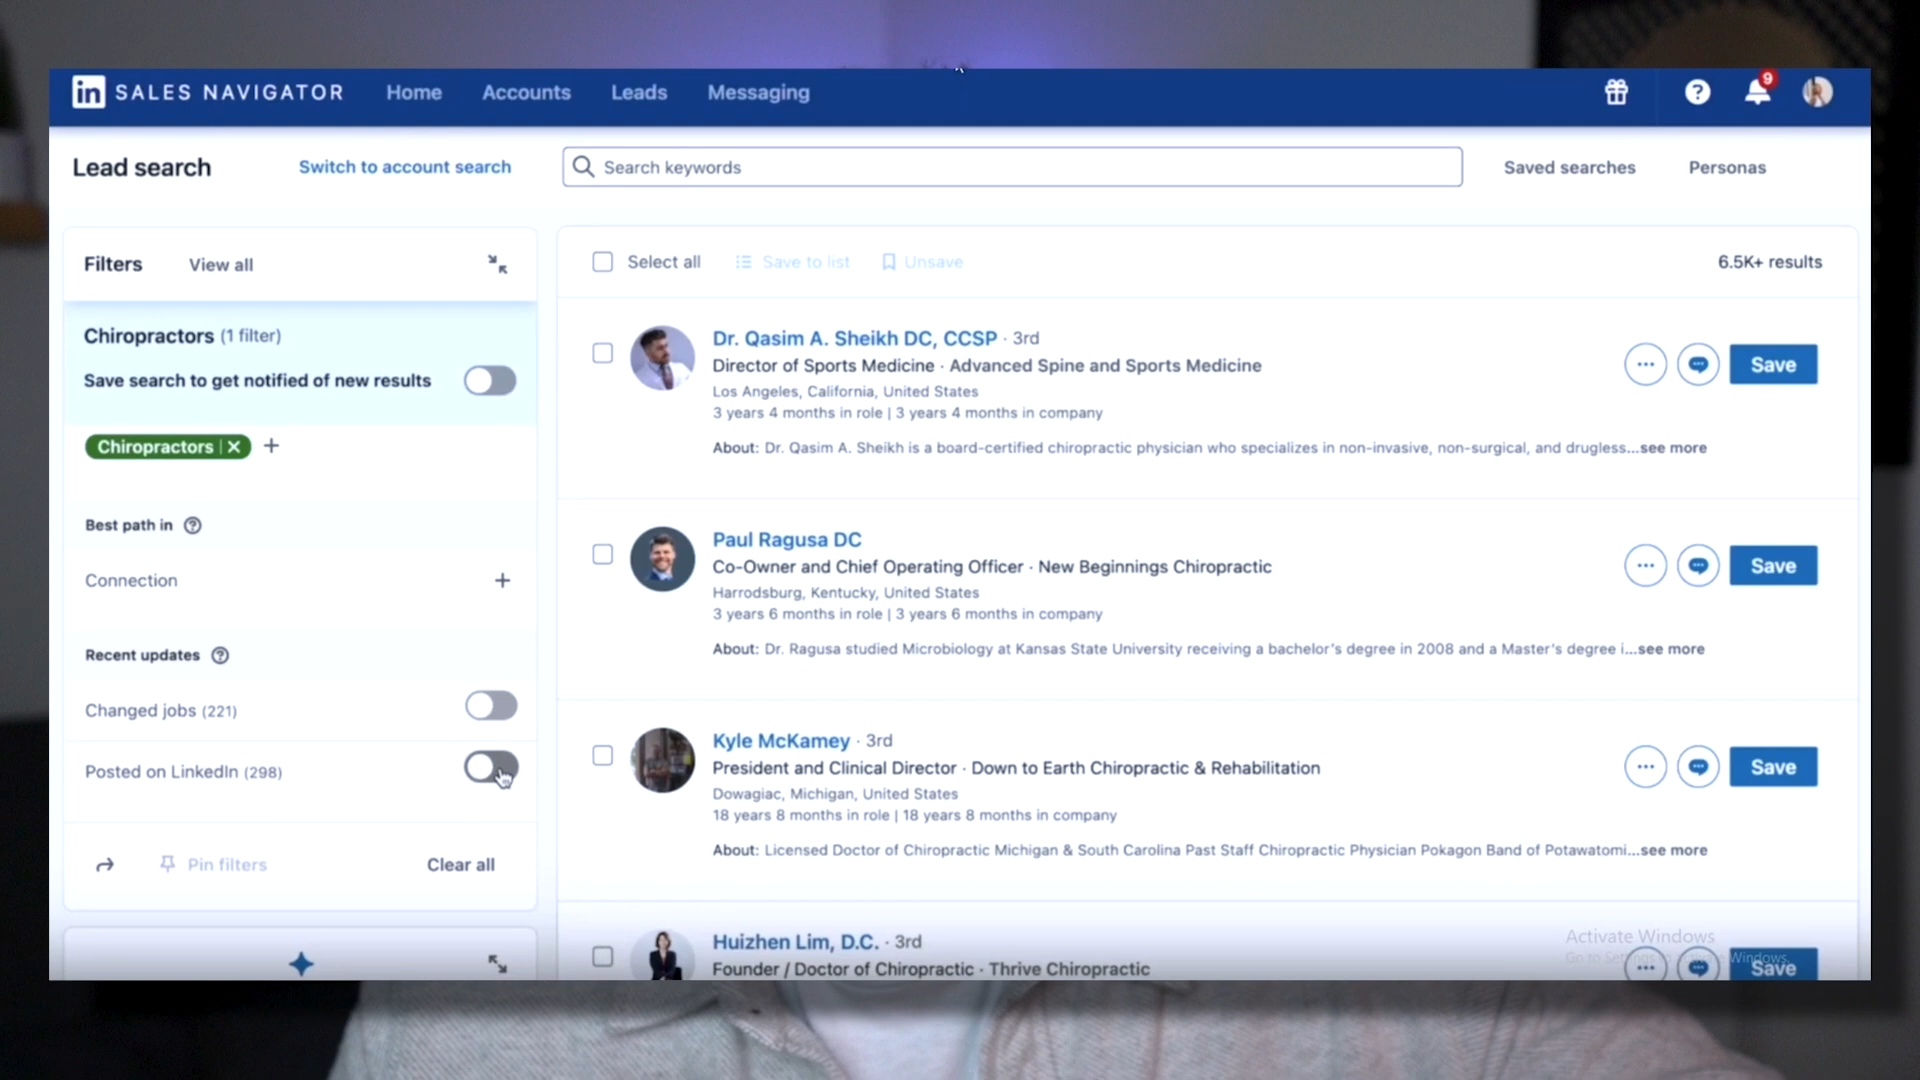 in SALES NAVIGATOR Home Accounts Leads Messaging 9
Lead search Switch to account search Search keywords Saved searches Personas
Filters View all
Select all Save to list Unsave 6.5K+ results
Chiropractors (1 filter)
Save search to get notified of new results
Chiropractors
Best path in
Connection
Recent updates
Changed jobs (221)
Posted on LinkedIn (298)
Pin filters Clear all
Dr. Qasim A. Sheikh DC, CCSP · 3rd
Director of Sports Medicine · Advanced Spine and Sports Medicine
Los Angeles, California, United States
3 years 4 months in role | 3 years 4 months in company
About: Dr. Qasim A. Sheikh is a board-certified chiropractic physician who specializes in non-invasive, non-surgical, and drugless...see more
Save
Paul Ragusa DC
Co-Owner and Chief Operating Officer · New Beginnings Chiropractic
Harrodsburg, Kentucky, United States
3 years 6 months in role | 3 years 6 months in company
About: Dr. Ragusa studied Microbiology at Kansas State University receiving a bachelor's degree in 2008 and a Master's degree i...see more
Save
Kyle McKamey · 3rd
President and Clinical Director · Down to Earth Chiropractic & Rehabilitation
Dowagiac, Michigan, United States
18 years 8 months in role | 18 years 8 months in company
About: Licensed Doctor of Chiropractic Michigan & South Carolina Past Staff Chiropractic Physician Pokagon Band of Potawatomi...see more
Save
Huizhen Lim, D.C. · 3rd
Founder / Doctor of Chiropractic · Thrive Chiropractic
Save
Activate Windows
Go to Windows.